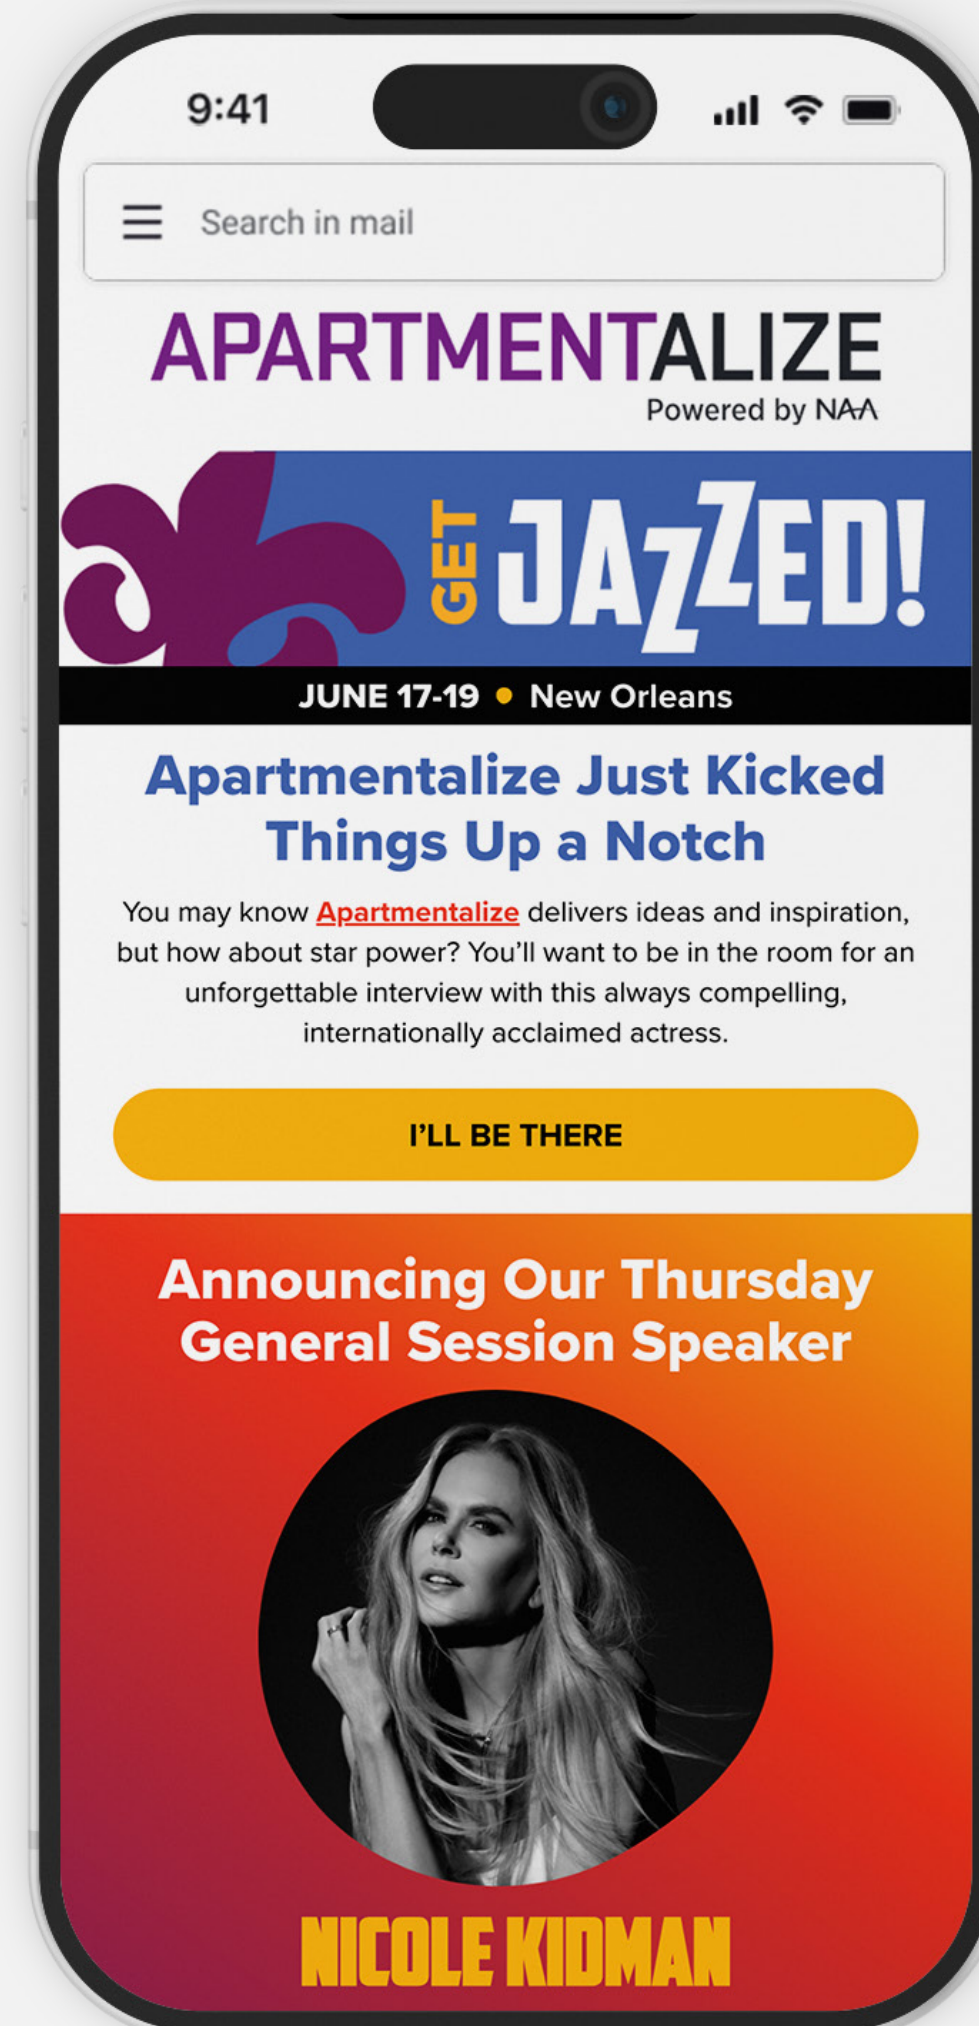 9:41
Search in mail
APARTMENTALIZE
Powered by NAA
GET JAZZED!
JUNE 17-19 • New Orleans
Apartmentalize Just Kicked
Things Up a Notch
You may know Apartmentalize delivers ideas and inspiration,
but how about star power? You’ll want to be in the room for an
unforgettable interview with this always compelling,
internationally acclaimed actress.
I’LL BE THERE
Announcing Our Thursday
General Session Speaker
NICOLE KIDMAN